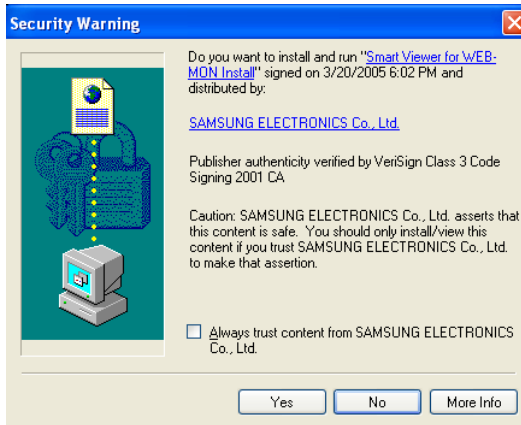 Security Warning
Do you want to install and run "Smart Viewer for WEB-
MON Install" signed on 3/20/2005 6:02 PM and
distributed by:
SAMSUNG ELECTRONICS Co., Ltd.
Publisher authenticity verified by VeriSign Class 3 Code
Signing 2001 CA
Caution: SAMSUNG ELECTRONICS Co., Ltd. asserts that
this content is safe. You should only install/view this
content if you trust SAMSUNG ELECTRONICS Co., Ltd.
to make that assertion.
Always trust content from SAMSUNG ELECTRONICS
Co., Ltd.
Yes No More Info